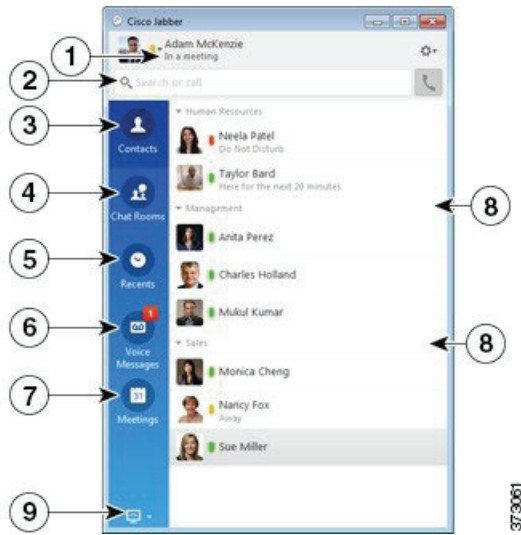 Cisco Jabber
1
Adam McKenzie
In a meeting
2
Search or call
Human Resources
3
Contacts
Neela Patel
Do Not Disturb
4
Chat Rooms
Taylor Bard
Here for the next 20 minutes
Management
8
Anita Perez
5
Recents
Charles Holland
6
1
Voice
Messages
Mukul Kumar
Sales
8
7
31
Meetings
Monica Cheng
Nancy Fox
Away
Sue Miller
9
373061